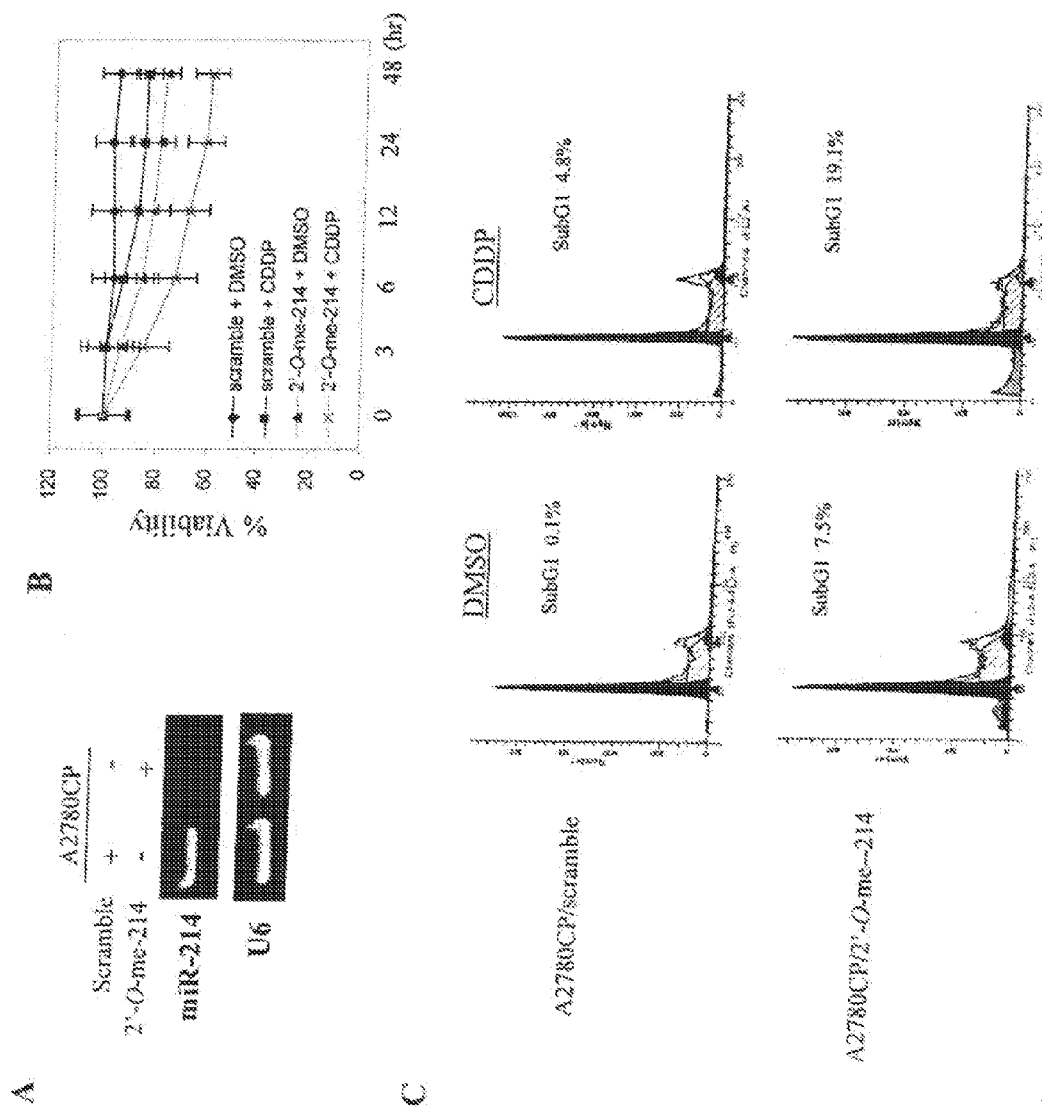 A
A2780CP
Scramble + -
2'-O-me-214 - +
miR-214
U6
B
% Viability
120
100
80
60
40
20
0
scramble + DMSO
scramble + CDDP
2'-O-me-214 + DMSO
2'-O-me-214 + CDDP
0 3 6 12 24 48 (hr)
C
DMSO
CDDP
A2780CP/scramble
SubG1 0.1%
SubG1 4.8%
A2780CP/2'-O-me--214
SubG1 7.5%
SubG1 19.1%